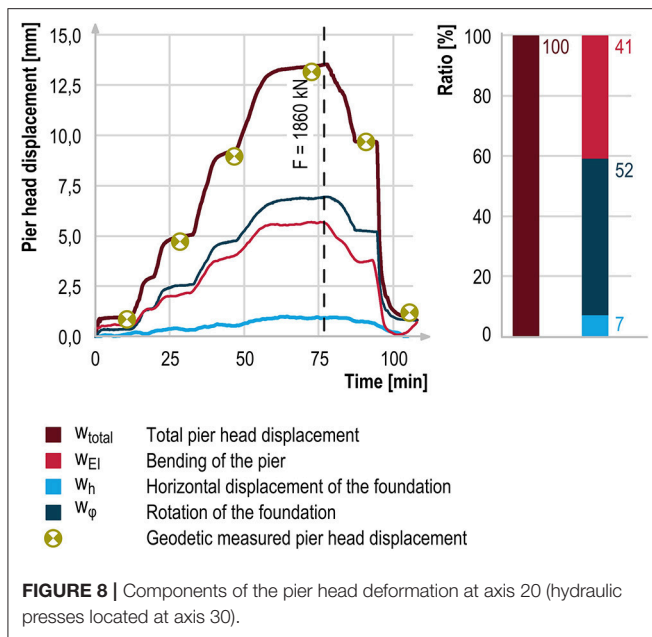 Pier head displacement [mm]
15,0
12,5
10,0
7,5
5,0
2,5
0,0
0
25
50
75
100
Time [min]
F = 1860 kN
Ratio [%]
100
80
60
40
20
0
100
41
52
7
w_total Total pier head displacement
w_EI Bending of the pier
w_h Horizontal displacement of the foundation
w_φ Rotation of the foundation
Geodetic measured pier head displacement
FIGURE 8 | Components of the pier head deformation at axis 20 (hydraulic
presses located at axis 30).